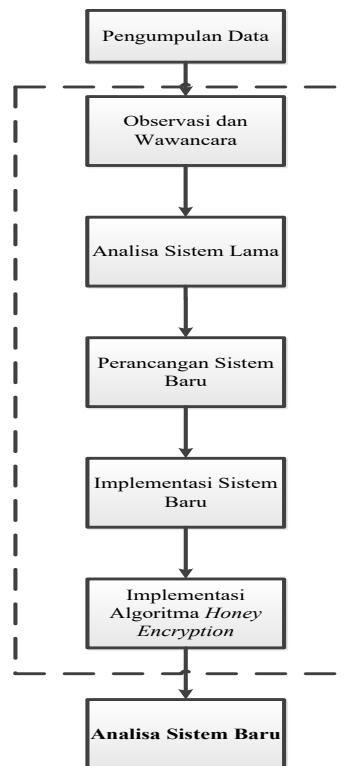 Pengumpulan Data
Observasi dan
Wawancara
Analisa Sistem Lama
Perancangan Sistem
Baru
Implementasi Sistem
Baru
Implementasi
Algoritma Honey
Encryption
Analisa Sistem Baru